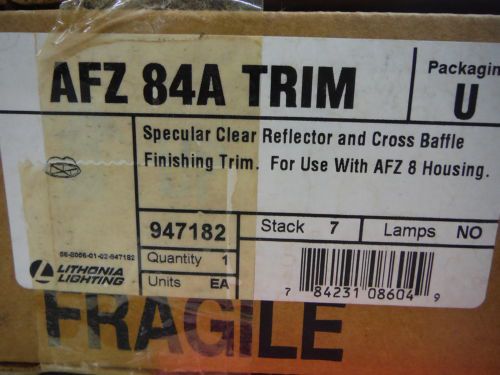 AFZ 84A TRIM
Packaging
U
Specular Clear Reflector and Cross Baffle
Finishing Trim. For Use With AFZ 8 Housing.
947182
Stack 7
Lamps NO
Quantity 1
Units EA
LITHONIA
LIGHTING
7 84231 08604 9
FRAGILE